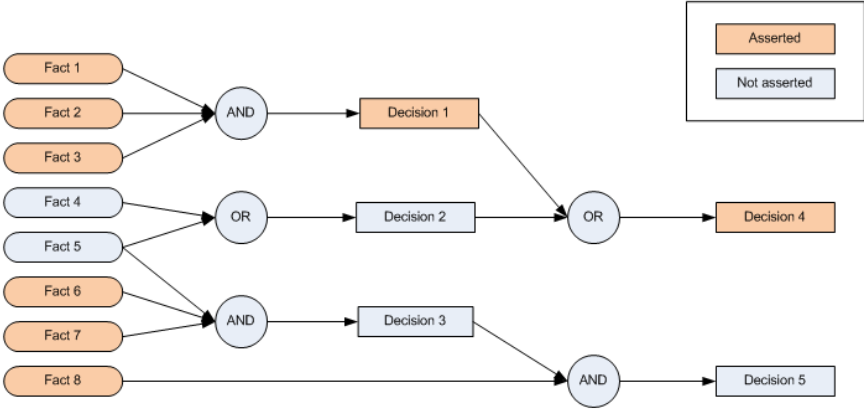 Asserted
Not asserted
Fact 1
Fact 2
Fact 3
Fact 4
Fact 5
Fact 6
Fact 7
Fact 8
AND
OR
AND
Decision 1
Decision 2
Decision 3
OR
AND
Decision 4
Decision 5